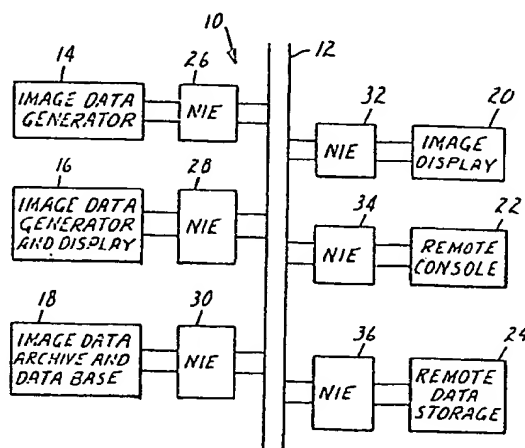 10
12
14
26
IMAGE DATA
GENERATOR
NIE
32
20
NIE
IMAGE
DISPLAY
16
28
IMAGE DATA
GENERATOR
AND DISPLAY
NIE
34
22
NIE
REMOTE
CONSOLE
18
30
IMAGE DATA
ARCHIVE AND
DATA BASE
NIE
36
24
NIE
REMOTE
DATA
STORAGE